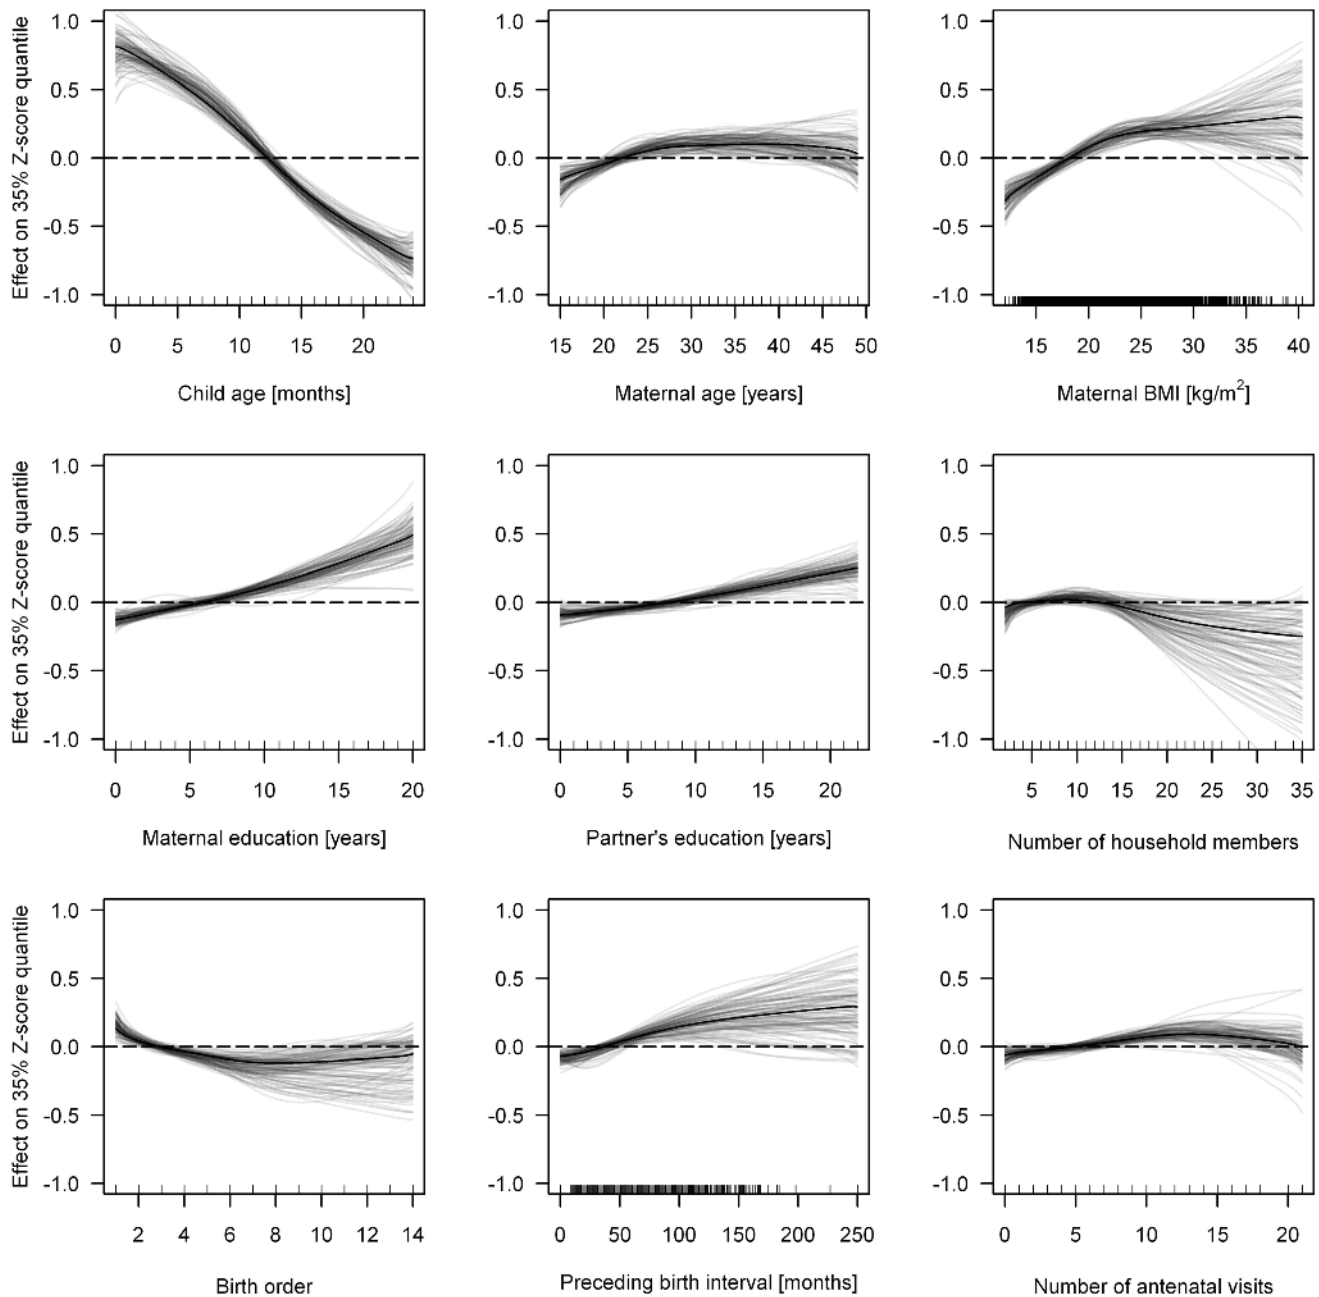 Effect on 35% Z-score quantile
1.0
0.5
0.0
-0.5
-1.0
0 5 10 15 20
Child age [months]
1.0
0.5
0.0
-0.5
-1.0
15 20 25 30 35 40 45 50
Maternal age [years]
1.0
0.5
0.0
-0.5
-1.0
15 20 25 30 35 40
Maternal BMI [kg/m²]
Effect on 35% Z-score quantile
1.0
0.5
0.0
-0.5
-1.0
0 5 10 15 20
Maternal education [years]
1.0
0.5
0.0
-0.5
-1.0
0 5 10 15 20
Partner's education [years]
1.0
0.5
0.0
-0.5
-1.0
5 10 15 20 25 30 35
Number of household members
Effect on 35% Z-score quantile
1.0
0.5
0.0
-0.5
-1.0
2 4 6 8 10 12 14
Birth order
1.0
0.5
0.0
-0.5
-1.0
0 50 100 150 200 250
Preceding birth interval [months]
1.0
0.5
0.0
-0.5
-1.0
0 5 10 15 20
Number of antenatal visits